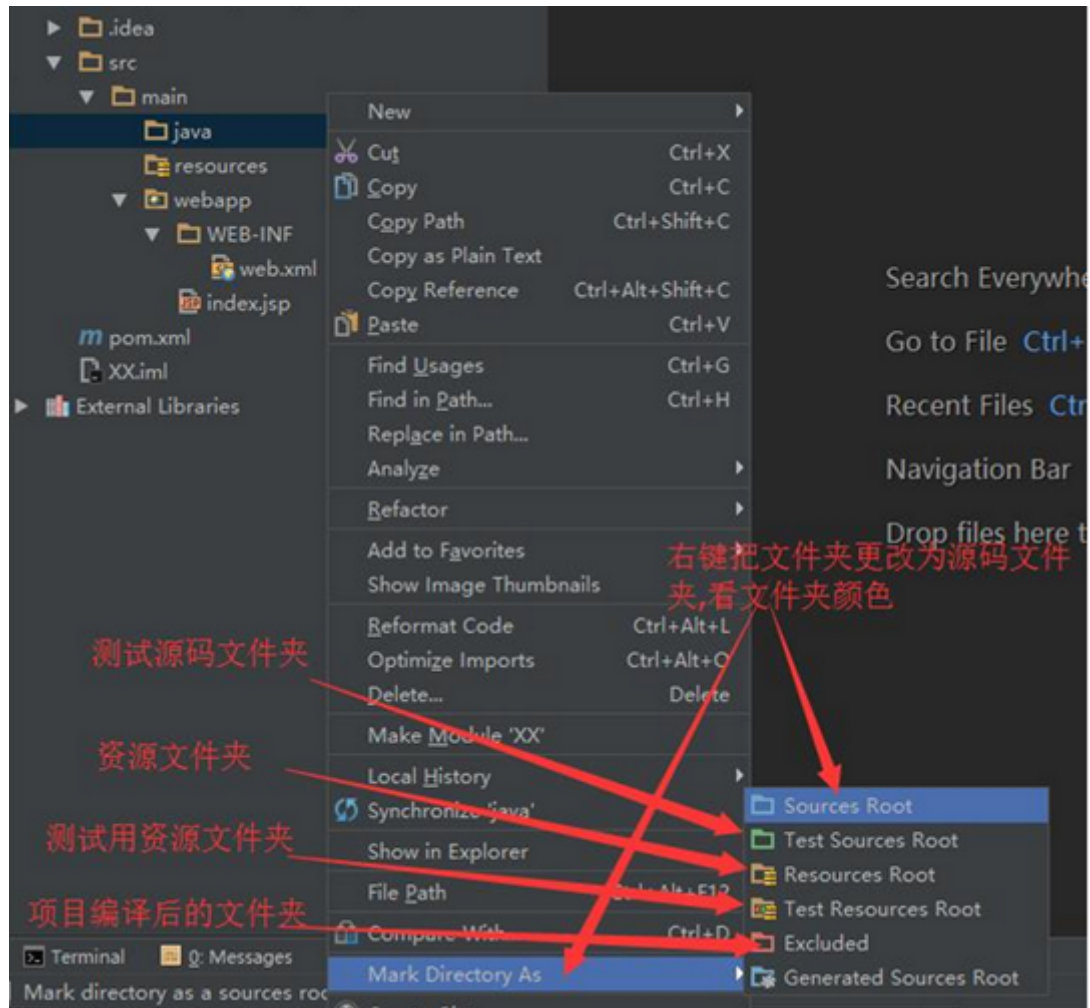 .idea
src
main
java
resources
webapp
WEB-INF
web.xml
index.jsp
pom.xml
XX.iml
External Libraries
New
Cut Ctrl+X
Copy Ctrl+C
Copy Path Ctrl+Shift+C
Copy as Plain Text
Copy Reference Ctrl+Alt+Shift+C
Paste Ctrl+V
Find Usages Ctrl+G
Find in Path... Ctrl+H
Replace in Path...
Analyze
Refactor
Add to Favorites
Show Image Thumbnails
Reformat Code Ctrl+Alt+L
Optimize Imports Ctrl+Alt+O
Delete... Delete
Make Module 'XX'
Local History
Synchronize 'java'
Show in Explorer
File Path Ctrl+Alt+F12
Compare With... Ctrl+D
Mark Directory As
Search Everywhe
Go to File Ctrl+
Recent Files Ctr
Navigation Bar
Drop files here t
右键把文件夹更改为源码文件
夹,看文件夹颜色
测试源码文件夹
资源文件夹
测试用资源文件夹
项目编译后的文件夹
Sources Root
Test Sources Root
Resources Root
Test Resources Root
Excluded
Generated Sources Root
Terminal
0: Messages
Mark directory as a sources roo